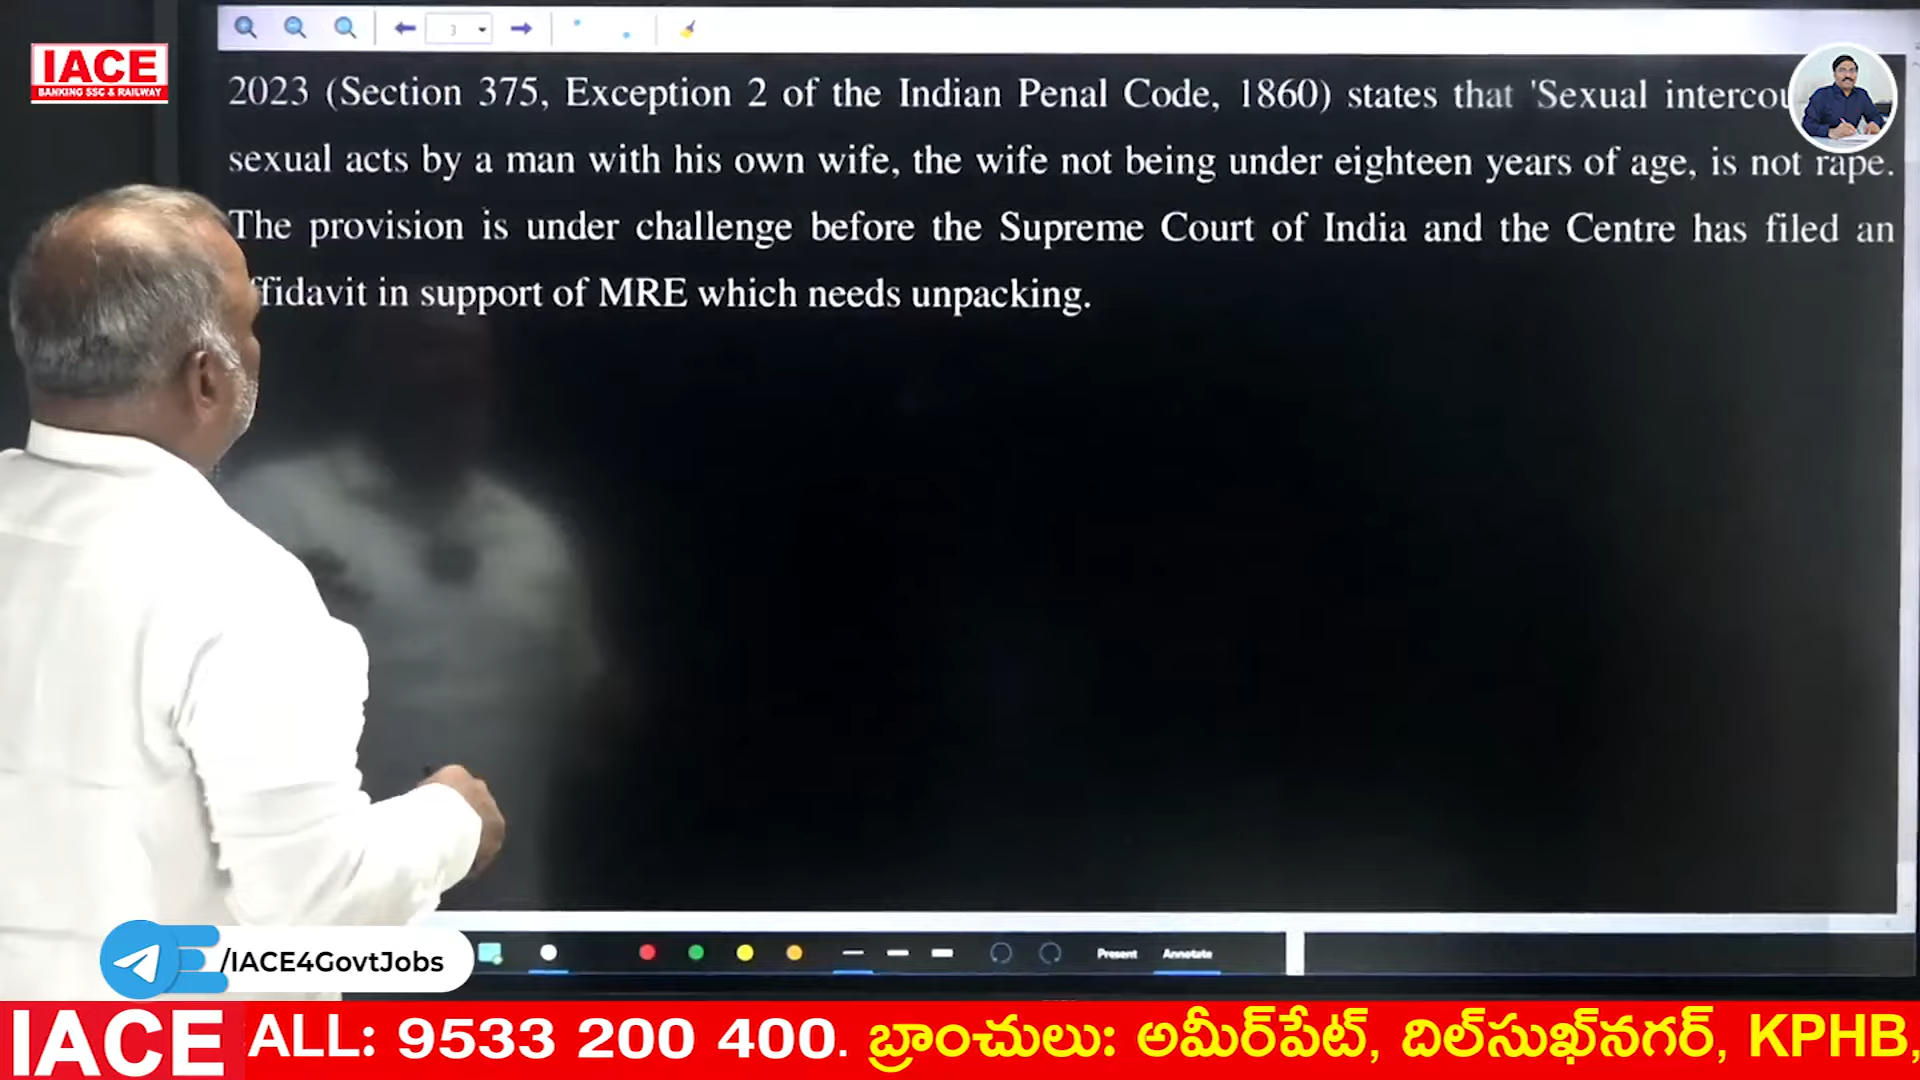 IACE
BANKING SSC & RAILWAY
3
2023 (Section 375, Exception 2 of the Indian Penal Code, 1860) states that 'Sexual
sexual acts by a man with his own wife, the wife not being under eighteen years of age, is not rape.
The provision is under challenge before the Supreme Court of India and the Centre has filed an
ffidavit in support of MRE which needs unpacking.
Present Annotate
/IACE4GovtJobs
IACE ALL: 9533 200 400. బ్రాంచులు: అమీర్‌పేట్, దిల్‌సుఖ్‌నగర్, KPHB,